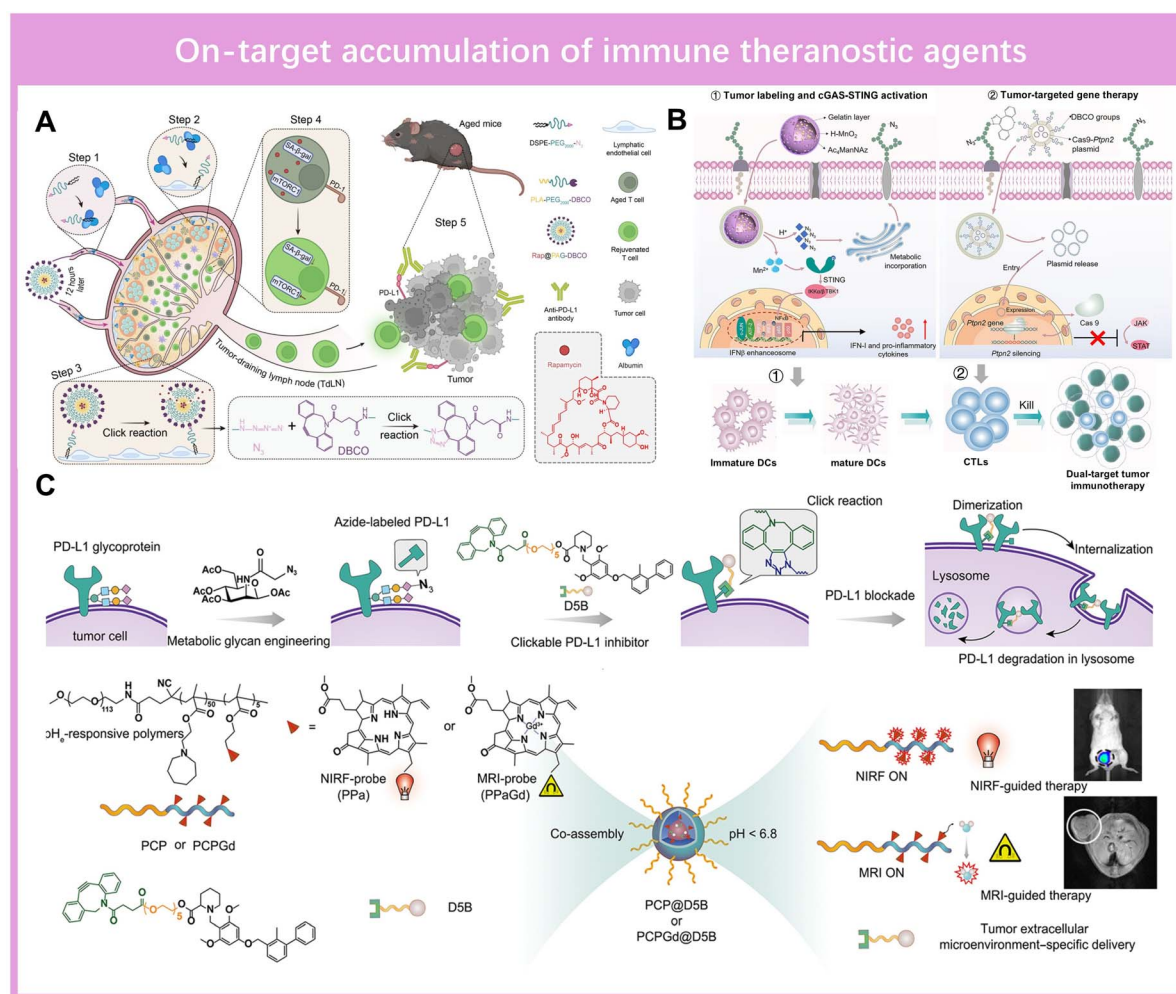 On-target accumulation of immune theranostic agents
A
Step 1
Step 2
Step 4
SA-β-gal
mTORC1
PD-1
SA-β-gal
mTORC1
PD-1
12 hours
later
Step 3
Click reaction
Tumor-draining lymph node (TdLN)
N₃
+
DBCO
Click
reaction
Aged mice
Step 5
PD-L1
Tumor
DSPE-PEG2000-N₃
Lymphatic
endothelial cell
PLA-PEG2000-DBCO
Aged T cell
Rap@PAG-DBCO
Rejuvenated
T cell
Anti-PD-L1
antibody
Tumor cell
Rapamycin
Albumin
B
① Tumor labeling and cGAS-STING activation
Gelatin layer
H-MnO₂
Ac₄ManNAz
N₃
H⁺
Mn²⁺
STING
IKKα/βTBK1
Metabolic
incorporation
NFκB
IFNβ enhanceosome
IFN-I and pro-inflammatory
cytokines
② Tumor-targeted gene therapy
N₃
DBCO groups
Cas9-Ptpn2
plasmid
N₃
Plasmid release
Entry
Expression
Ptpn2 gene
Cas 9
Ptpn2 silencing
JAK
STAT
①
②
Kill
Immature DCs
mature DCs
CTLs
Dual-target tumor
immunotherapy
C
PD-L1 glycoprotein
tumor cell
Metabolic glycan engineering
Azide-labeled PD-L1
N₃
D5B
Clickable PD-L1 inhibitor
Click reaction
PD-L1 blockade
Dimerization
Internalization
Lysosome
PD-L1 degradation in lysosome
pHe-responsive polymers
=
NIRF-probe
(PPa)
or
MRI-probe
(PPaGd)
PCP or PCPGd
D5B
Co-assembly
pH < 6.8
PCP@D5B
or
PCPGd@D5B
NIRF ON
NIRF-guided therapy
MRI ON
MRI-guided therapy
Tumor extracellular
microenvironment–specific delivery